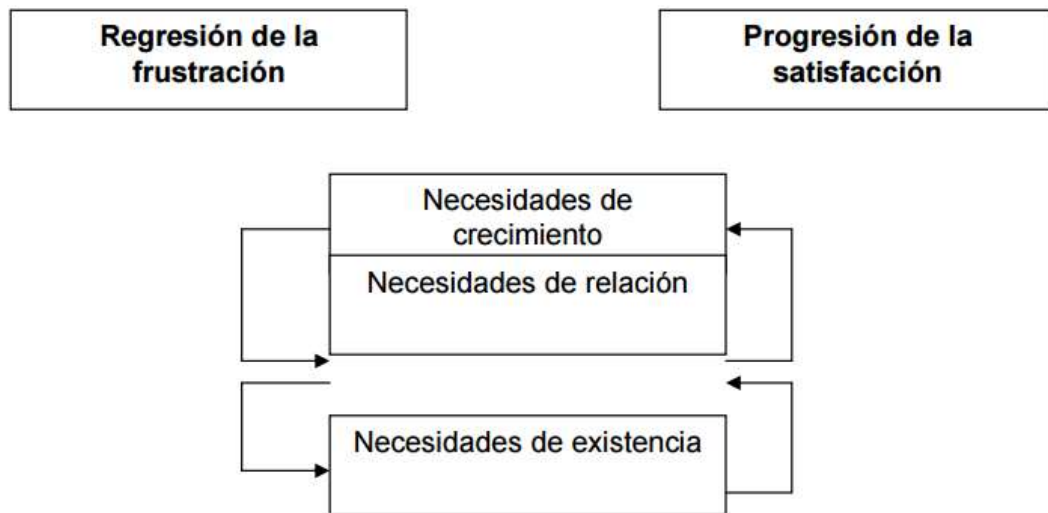 Regresión de la
frustración
Progresión de la
satisfacción
Necesidades de
crecimiento
Necesidades de relación
Necesidades de existencia